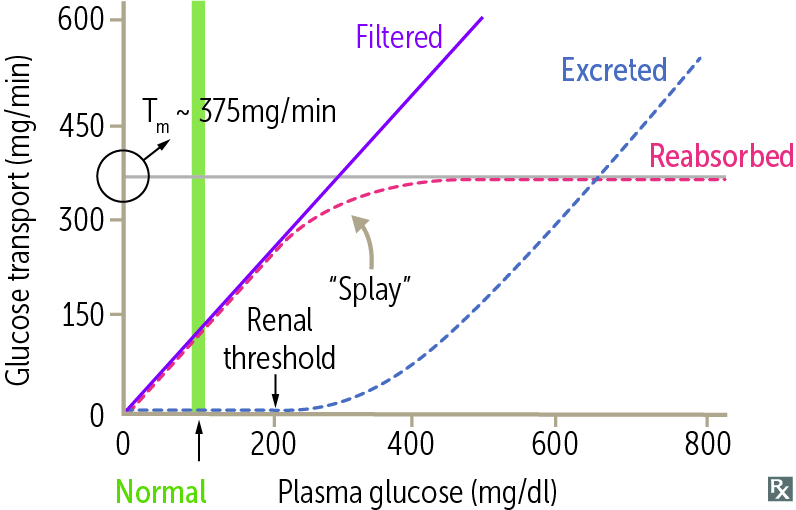 600
Filtered
Excreted
Tm ~ 375mg/min
450
Reabsorbed
Glucose transport (mg/min)
300
“Splay”
150
Renal
threshold
0
0
200
400
600
800
Normal
Plasma glucose (mg/dl)
Rx